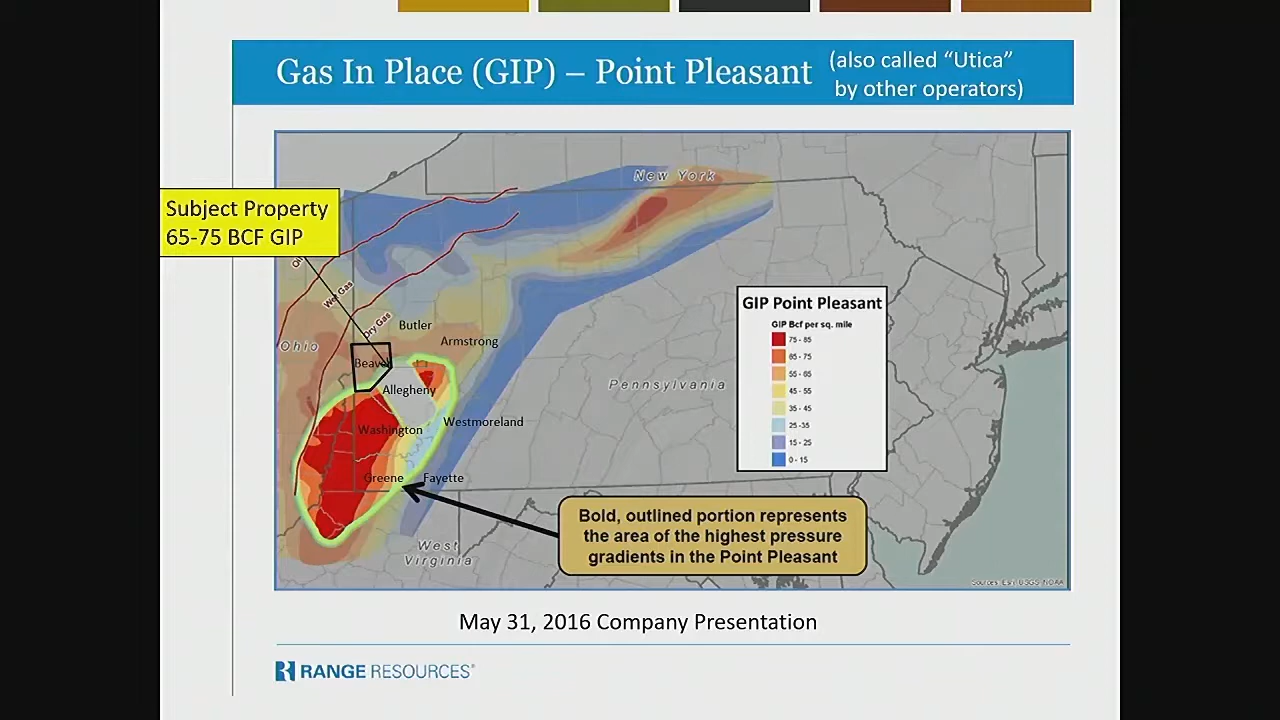 Gas In Place (GIP) – Point Pleasant
(also called “Utica”
by other operators)
Subject Property
65-75 BCF GIP
New York
Wet Gas
Dry Gas
Ohio
Butler
Armstrong
Beaver
Allegheny
Washington
Westmoreland
Greene
Fayette
Pennsylvania
West
Virginia
GIP Point Pleasant
GIP Bcf per sq. mile
75 - 85
65 - 75
55 - 65
45 - 55
35 - 45
25 -35
15 - 25
0 - 15
Bold, outlined portion represents
the area of the highest pressure
gradients in the Point Pleasant
Sources: Esri, USGS, NOAA
May 31, 2016 Company Presentation
RANGE RESOURCES®